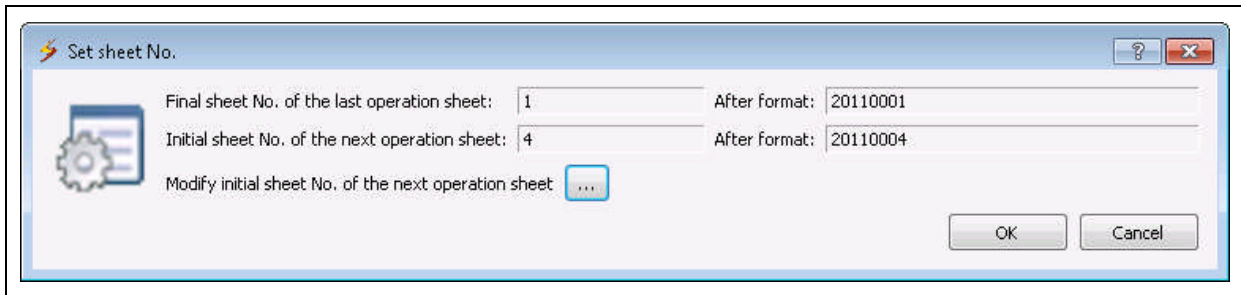 Set sheet No.
Final sheet No. of the last operation sheet: 1 After format: 20110001
Initial sheet No. of the next operation sheet: 4 After format: 20110004
Modify initial sheet No. of the next operation sheet ...
OK Cancel